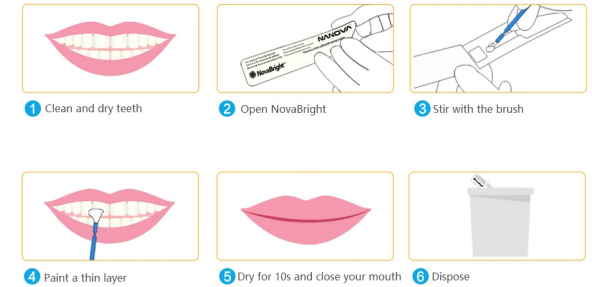 NANOVA
NovaBright
1 Clean and dry teeth
2 Open NovaBright
3 Stir with the brush
4 Paint a thin layer
5 Dry for 10s and close your mouth
6 Dispose